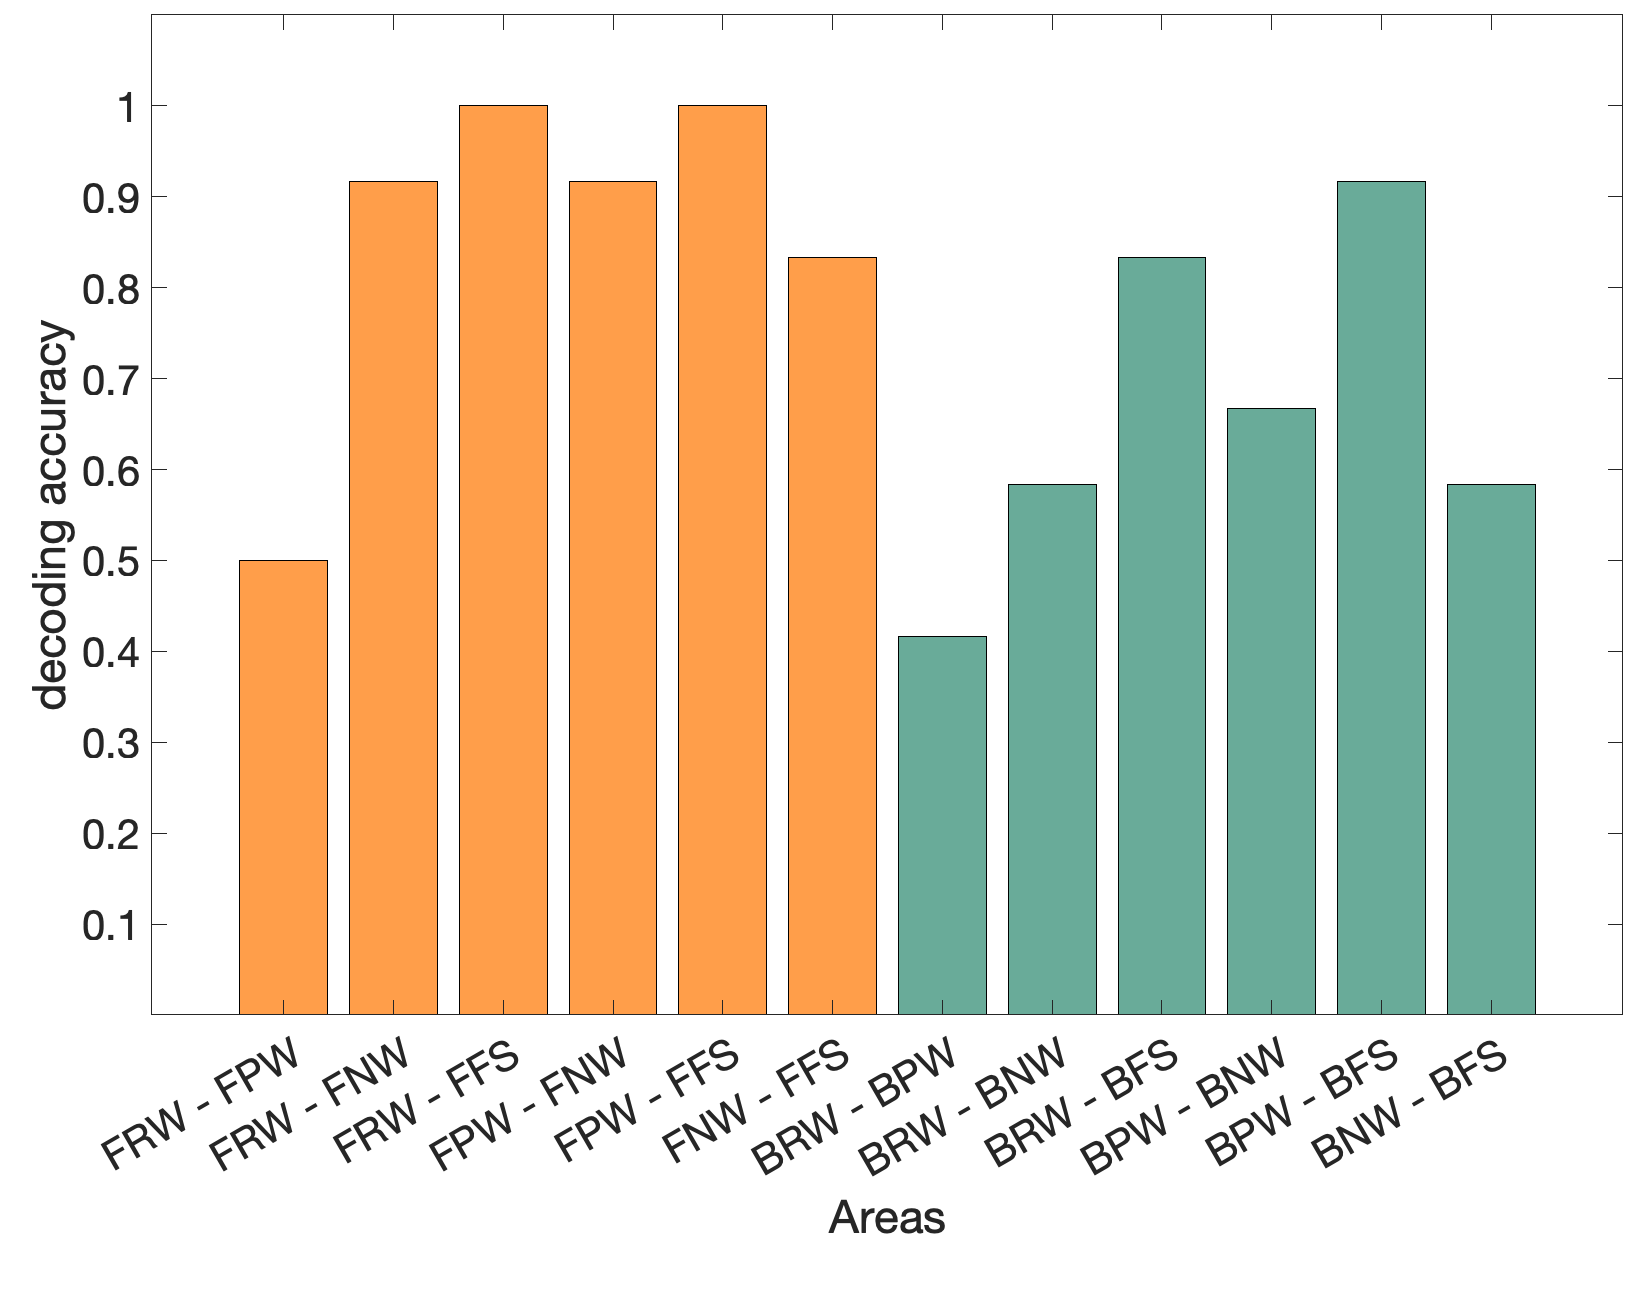 1
0.9
0.8
0.7
0.6
0.5
0.4
0.3
0.2
0.1
decoding accuracy
FRW - FPW
FRW - FNW
FRW - FFS
FPW - FNW
FPW - FFS
FNW - FFS
BRW - BPW
BRW - BNW
BRW - BFS
BPW - BNW
BPW - BFS
BNW - BFS
Areas